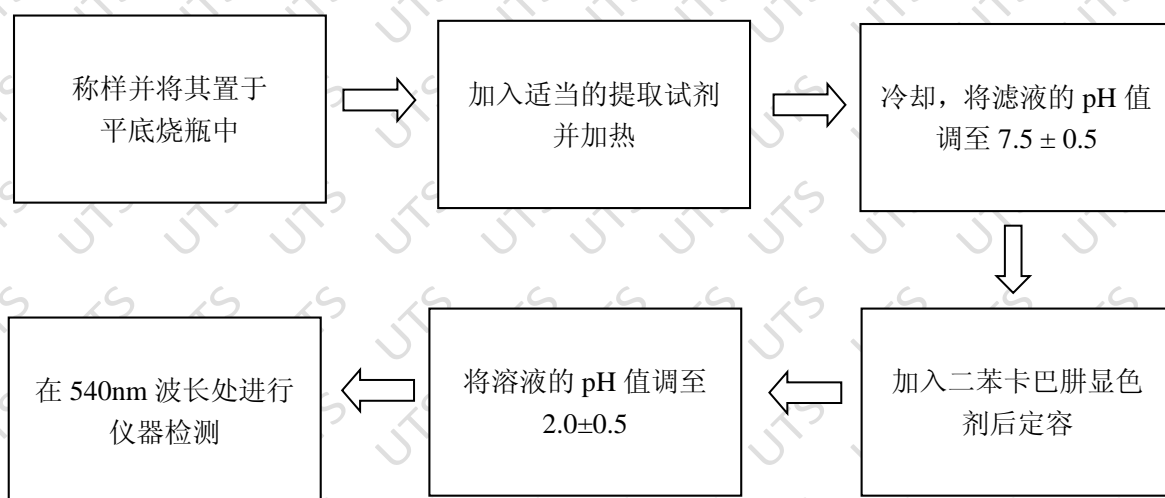 称样并将其置于
平底烧瓶中
加入适当的提取试剂
并加热
冷却，将滤液的 pH 值
调至 7.5 ± 0.5
加入二苯卡巴肼显色
剂后定容
将溶液的 pH 值调至
2.0±0.5
在 540nm 波长处进行
仪器检测
UTS